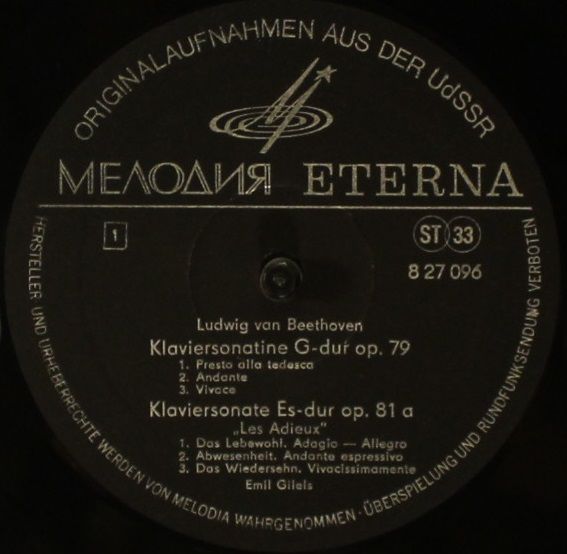 ORIGINALAUFNAHMEN AUS DER UdSSR
МЕЛОДИЯ ETERNA
1
ST 33
8 27 096
Ludwig van Beethoven
Klaviersonatine G-dur op. 79
1. Presto alla tedesca
2. Andante
3. Vivace
Klaviersonate Es-dur op. 81 a
„Les Adieux"
1. Das Lebewohl. Adagio — Allegro
2. Abwesenheit. Andante espressivo
3. Das Wiedersehn. Vivacissimamente
Emil Gilels
HERSTELLER UND URHEBERRECHTE WERDEN VON MELODIA WAHRGENOMMEN · ÜBERSPIELUNG UND RUNDFUNKSENDUNG VERBOTEN